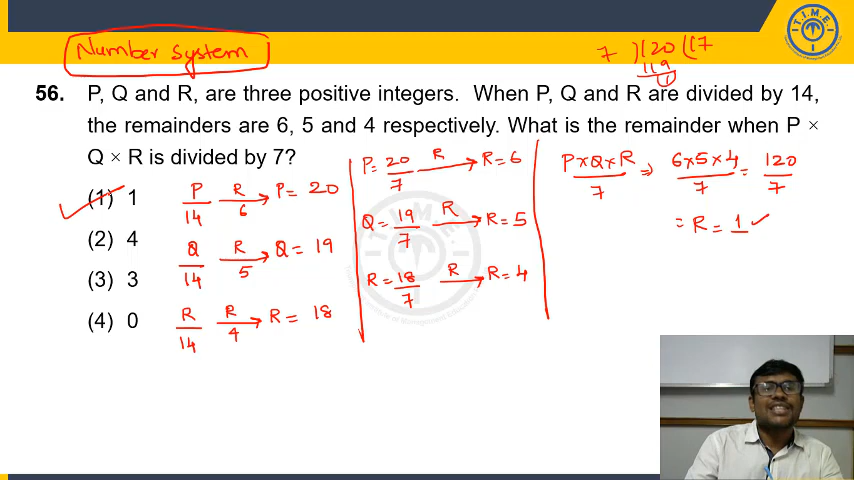 Number System
7 ) 120 ( 17
119
1
T.I.M.E.
56. P, Q and R, are three positive integers. When P, Q and R are divided by 14,
the remainders are 6, 5 and 4 respectively. What is the remainder when P ×
Q × R is divided by 7?
(1) 1
(2) 4
(3) 3
(4) 0
P/14 R/6 → P = 20
Q/14 R/5 → Q = 19
R/14 R/4 → R = 18
P = 20/7 R → R = 6
Q = 19/7 R → R = 5
R = 18/7 R → R = 4
P×Q×R/7 ⇒ 6×5×4/7 = 120/7
= R = 1 ✓